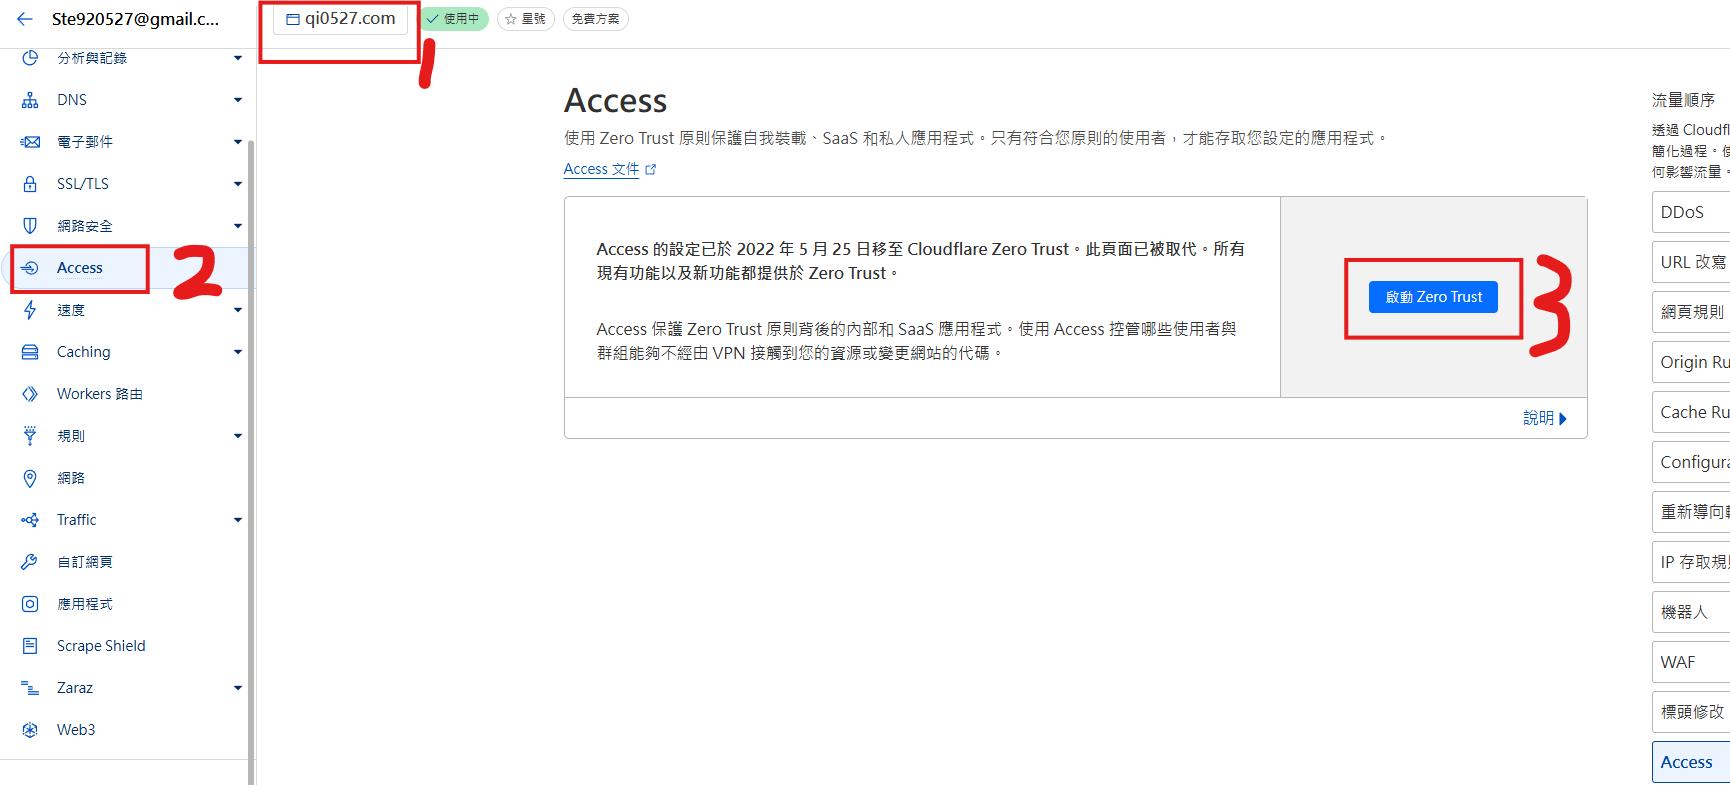 Ste920527@gmail.c...
qi0527.com
使用中
星號
免費方案
1
分析與記錄
DNS
電子郵件
SSL/TLS
網路安全
Access
2
速度
Caching
Workers 路由
規則
網路
Traffic
自訂網頁
應用程式
Scrape Shield
Zaraz
Web3
Access
使用 Zero Trust 原則保護自我裝載、SaaS 和私人應用程式。只有符合您原則的使用者，才能存取您設定的應用程式。
Access 文件
Access 的設定已於 2022 年 5 月 25 日移至 Cloudflare Zero Trust。此頁面已被取代。所有
現有功能以及新功能都提供於 Zero Trust。
Access 保護 Zero Trust 原則背後的內部和 SaaS 應用程式。使用 Access 控管哪些使用者與
群組能夠不經由 VPN 接觸到您的資源或變更網站的代碼。
啟動 Zero Trust
3
說明
流量順序
透過 Cloudfl
簡化過程。使
何影響流量。
DDoS
URL 改寫
網頁規則
Origin Ru
Cache Ru
Configura
重新導向
IP 存取規則
機器人
WAF
標頭修改
Access